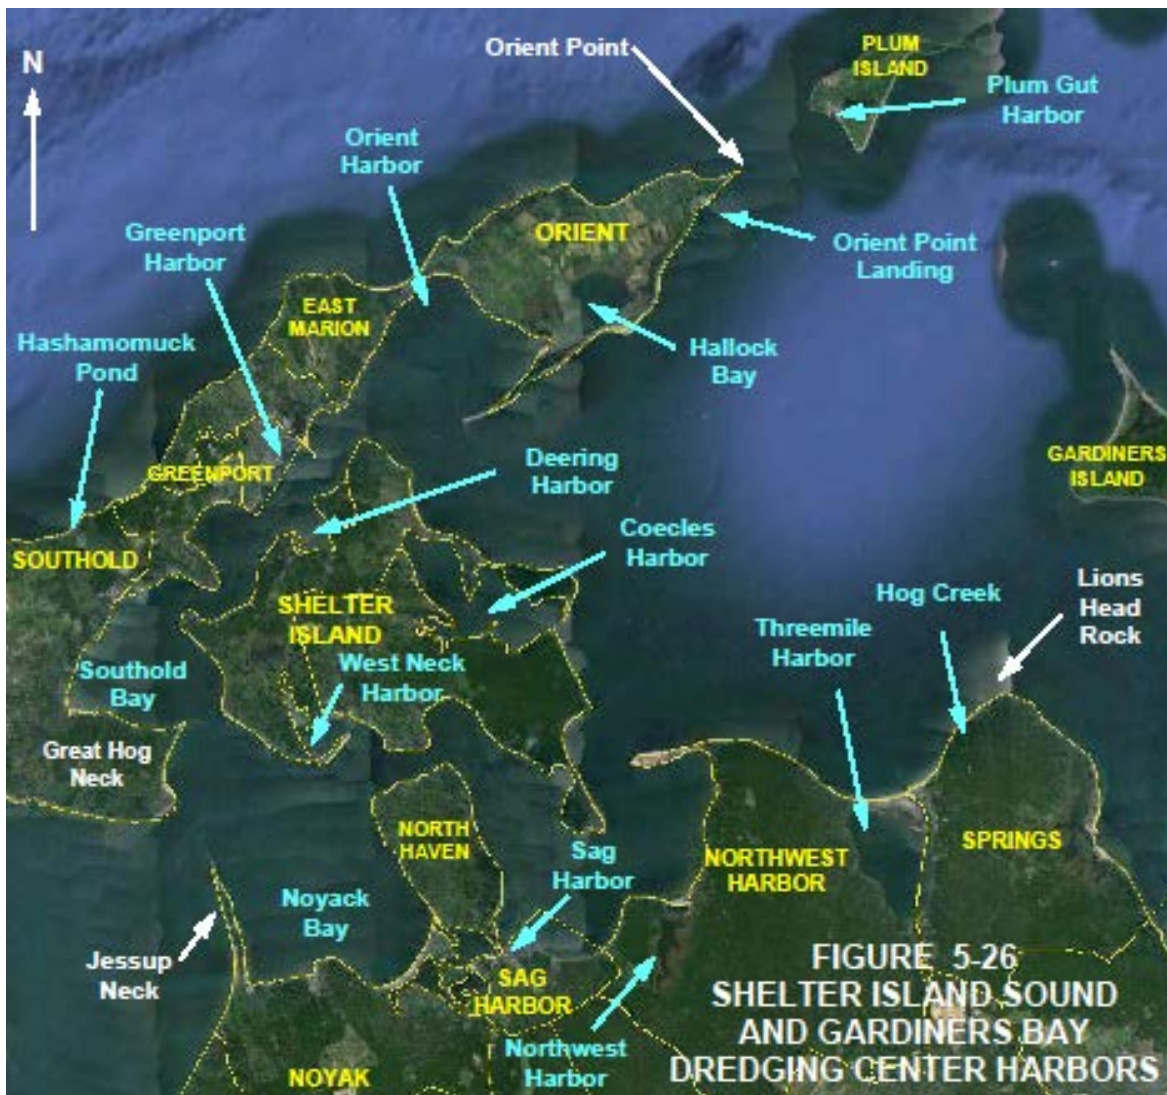 Orient Point
PLUM
ISLAND
N
Plum Gut
Harbor
Orient
Harbor
Greenport
Harbor
ORIENT
Orient Point
Landing
EAST
MARION
Hashamomuck
Pond
Hallock
Bay
GREENPORT
Deering
Harbor
GARDINERS
ISLAND
Coecles
Harbor
SOUTHOLD
SHELTER
ISLAND
Hog Creek
Lions
Head
Rock
Threemile
Harbor
Southold
Bay
West Neck
Harbor
Great Hog
Neck
NORTH
HAVEN
Sag
Harbor
NORTHWEST
HARBOR
SPRINGS
Noyack
Bay
Jessup
Neck
SAG
HARBOR
Northwest
Harbor
NOYAK
FIGURE 5-26
SHELTER ISLAND SOUND
AND GARDINERS BAY
DREDGING CENTER HARBORS